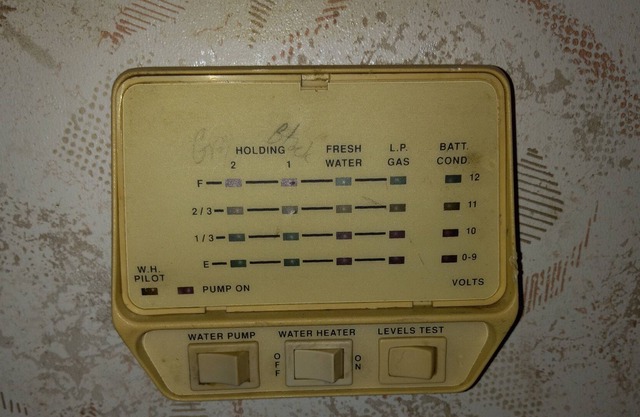 HOLDING FRESH L.P. BATT.
2 1 WATER GAS COND.
F 12
2/3 11
1/3 10
E 0-9
W.H.
PILOT
PUMP ON VOLTS
WATER PUMP WATER HEATER LEVELS TEST
OFF ON